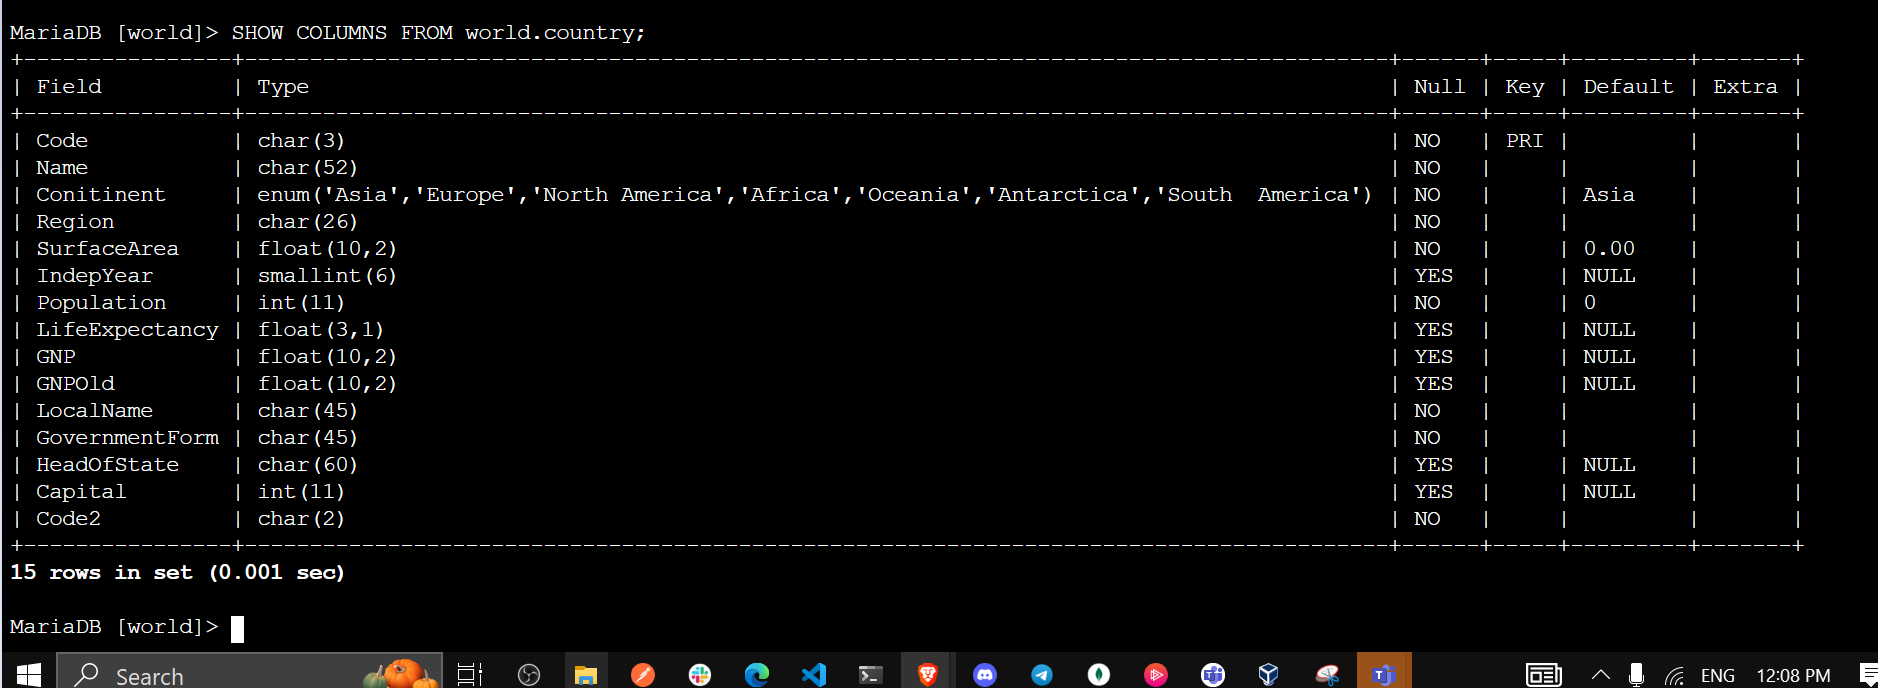 MariaDB [world]> SHOW COLUMNS FROM world.country;
+----------------+----------------------------------------------------------------------------------------+------+-----+---------+-------+
| Field          | Type                                                                                   | Null | Key | Default | Extra |
+----------------+----------------------------------------------------------------------------------------+------+-----+---------+-------+
| Code           | char(3)                                                                                | NO   | PRI |         |       |
| Name           | char(52)                                                                               | NO   |     |         |       |
| Conitinent     | enum('Asia','Europe','North America','Africa','Oceania','Antarctica','South  America') | NO   |     | Asia    |       |
| Region         | char(26)                                                                               | NO   |     |         |       |
| SurfaceArea    | float(10,2)                                                                            | NO   |     | 0.00    |       |
| IndepYear      | smallint(6)                                                                            | YES  |     | NULL    |       |
| Population     | int(11)                                                                                | NO   |     | 0       |       |
| LifeExpectancy | float(3,1)                                                                             | YES  |     | NULL    |       |
| GNP            | float(10,2)                                                                            | YES  |     | NULL    |       |
| GNPOld         | float(10,2)                                                                            | YES  |     | NULL    |       |
| LocalName      | char(45)                                                                               | NO   |     |         |       |
| GovernmentForm | char(45)                                                                               | NO   |     |         |       |
| HeadOfState    | char(60)                                                                               | YES  |     | NULL    |       |
| Capital        | int(11)                                                                                | YES  |     | NULL    |       |
| Code2          | char(2)                                                                                | NO   |     |         |       |
+----------------+----------------------------------------------------------------------------------------+------+-----+---------+-------+
15 rows in set (0.001 sec)
MariaDB [world]>
Search ENG 12:08 PM